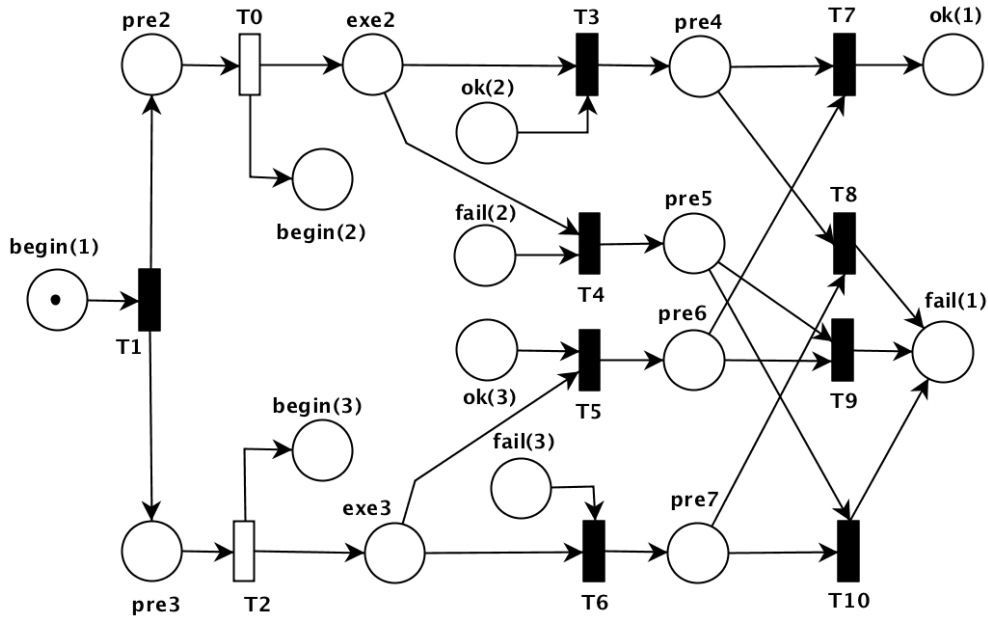 pre2
T0
exe2
T3
pre4
T7
ok(1)
ok(2)
begin(2)
fail(2)
pre5
T8
begin(1)
T4
T1
pre6
fail(1)
ok(3)
T5
T9
begin(3)
fail(3)
exe3
pre7
pre3
T2
T6
T10